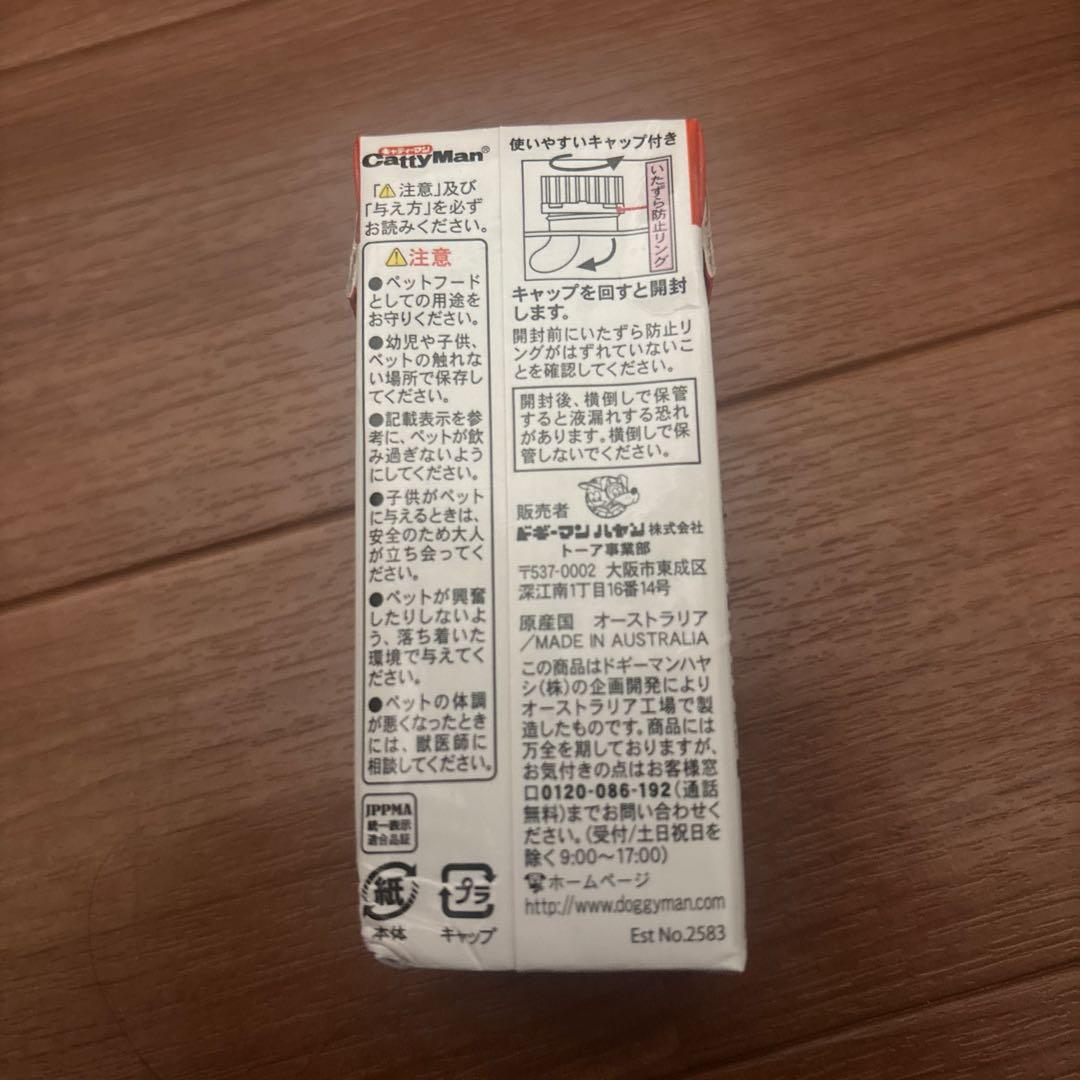 キャティーマン
CattyMan®
「⚠注意」及び
「与え方」を必ず
お読みください。
⚠注意
●ペットフード
としての用途を
お守りください。
●幼児や子供、
ペットの触れな
い場所で保存し
てください。
●記載表示を参
考に、ペットが飲
み過ぎないよう
にしてください。
●子供がペット
に与えるときは、
安全のため大人
が立ち会ってく
ださい。
●ペットが興奮
したりしないよ
う、落ち着いた
環境で与えてく
ださい。
●ペットの体調
が悪くなったとき
には、獣医師に
相談してください。
JPPMA
統一表示
適合品証
紙
本体
プラ
キャップ
使いやすいキャップ付き
いたずら防止リング
キャップを回すと開封
します。
開封前にいたずら防止リ
ングがはずれていないこ
とを確認してください。
開封後、横倒しで保管
すると液漏れする恐れ
があります。横倒しで保
管しないでください。
販売者
ドギーマンハヤシ株式会社
トーア事業部
〒537-0002 大阪市東成区
深江南1丁目16番14号
原産国 オーストラリア
/MADE IN AUSTRALIA
この商品はドギーマンハヤ
シ(株)の企画開発により
オーストラリア工場で製
造したものです。商品には
万全を期しておりますが、
お気付きの点はお客様窓
口0120-086-192(通話
無料)までお問い合わせく
ださい。(受付/土日祝日を
除く9:00〜17:00)
☎ホームページ
http://www.doggyman.com
Est No.2583